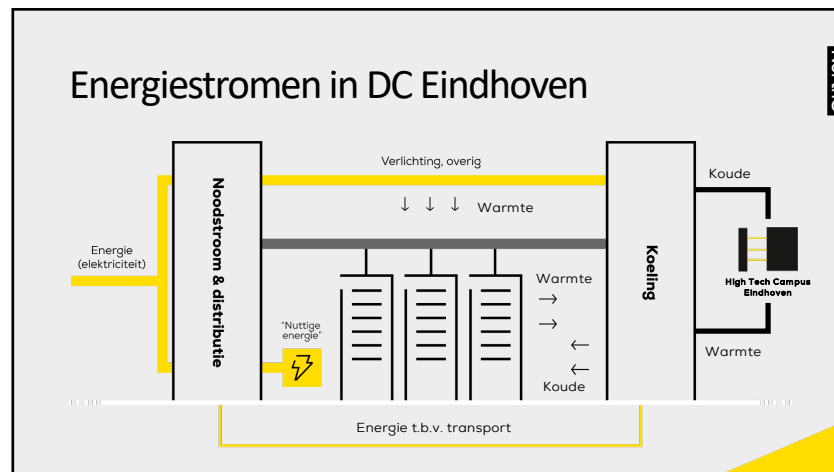 Energiestromen in DC Eindhoven
Verlichting, overig
Koude
Warmte
Noodstroom & distributie
Koeling
Energie
(elektriciteit)
Warmte
High Tech Campus
Eindhoven
"Nuttige
energie"
Warmte
Koude
Energie t.b.v. transport